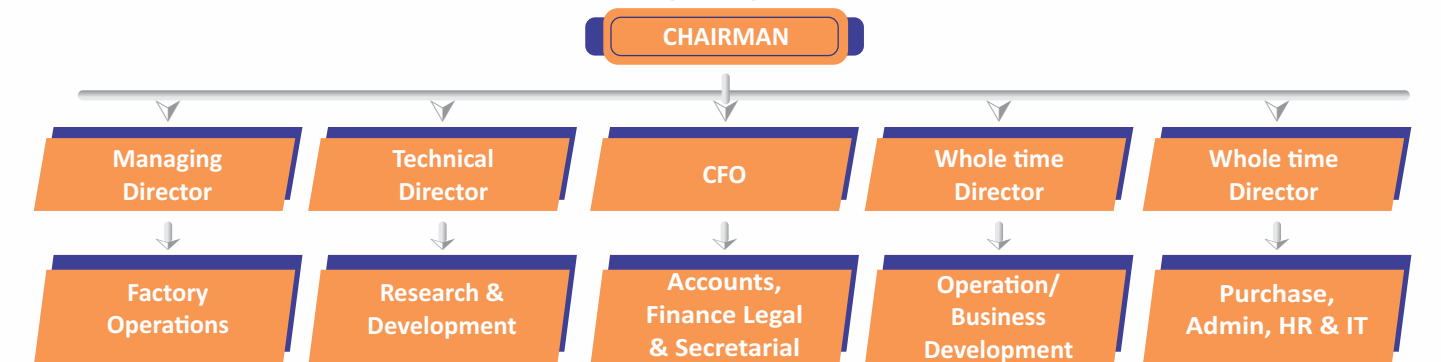 CHAIRMAN
Managing
Director
Technical
Director
CFO
Whole time
Director
Whole time
Director
Factory
Operations
Research &
Development
Accounts,
Finance Legal
& Secretarial
Operation/
Business
Development
Purchase,
Admin, HR & IT